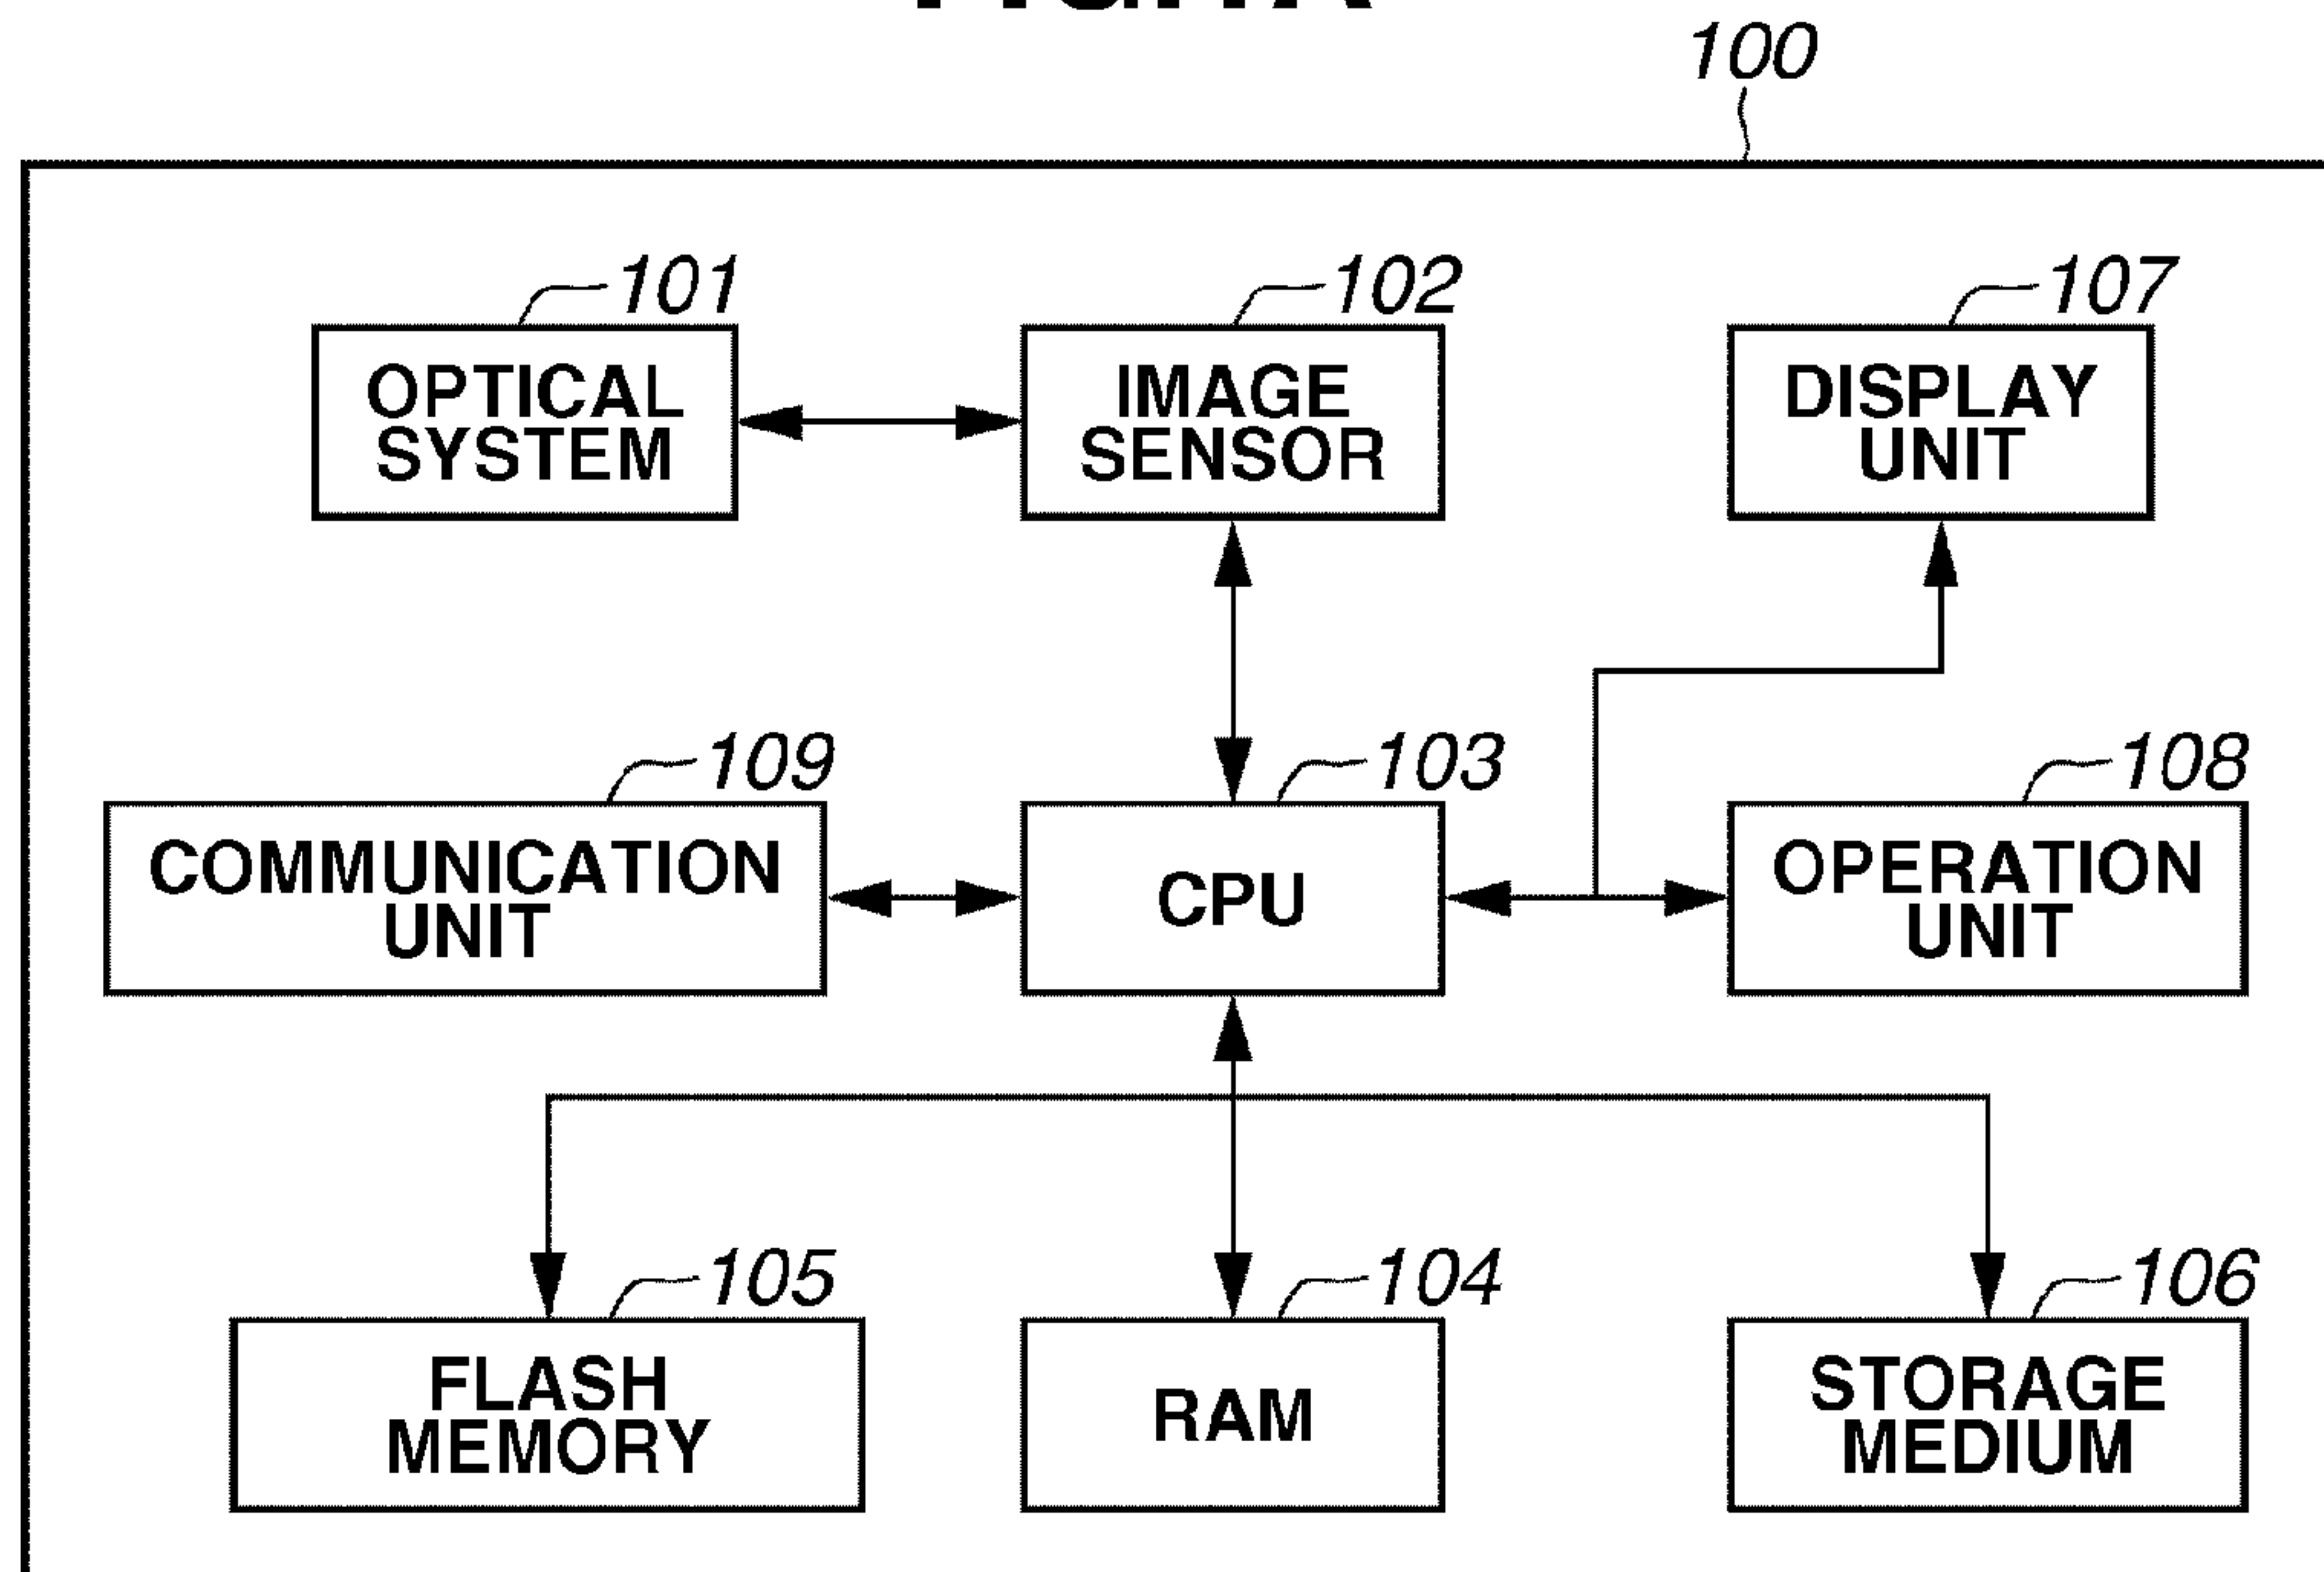 100
101
102
107
OPTICAL
SYSTEM
IMAGE
SENSOR
DISPLAY
UNIT
109
103
108
COMMUNICATION
UNIT
CPU
OPERATION
UNIT
105
104
106
FLASH
MEMORY
RAM
STORAGE
MEDIUM